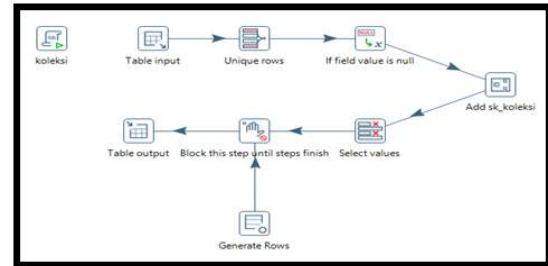 koleksi
Table input
Unique rows
If field value is null
Add sk_koleksi
Table output
Block this step until steps finish
Select values
Generate Rows